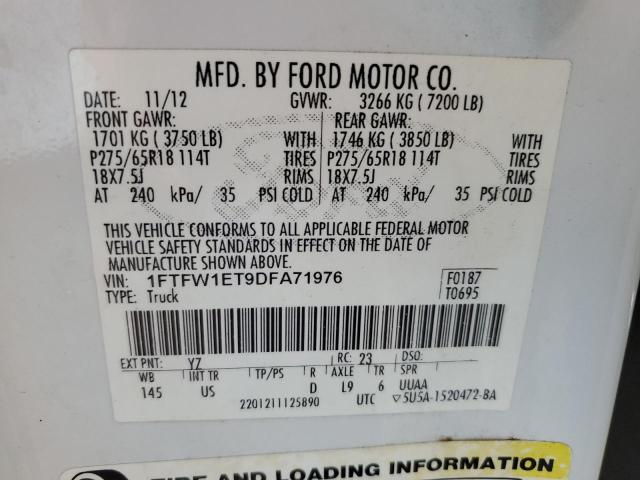 MFD. BY FORD MOTOR CO.
DATE: 11/12 GVWR: 3266 KG ( 7200 LB)
FRONT GAWR: REAR GAWR:
1701 KG ( 3750 LB) WITH 1746 KG ( 3850 LB) WITH
P275/65R18 114T TIRES P275/65R18 114T TIRES
18X7.5J RIMS 18X7.5J RIMS
AT 240 kPa/ 35 PSI COLD AT 240 kPa/ 35 PSI COLD
THIS VEHICLE CONFORMS TO ALL APPLICABLE FEDERAL MOTOR
VEHICLE SAFETY STANDARDS IN EFFECT ON THE DATE OF
MANUFACTURE SHOWN ABOVE.
VIN: 1FTFW1ET9DFA71976 F0187
TYPE: Truck T0695
EXT PNT: YZ RC: 23 DSO:
WB INT TR TP/PS R AXLE TR SPR
145 US D L9 6 UUAA
2201211125890 UTC ▽5U5A-1520472-BA
TIRE AND LOADING INFORMATION